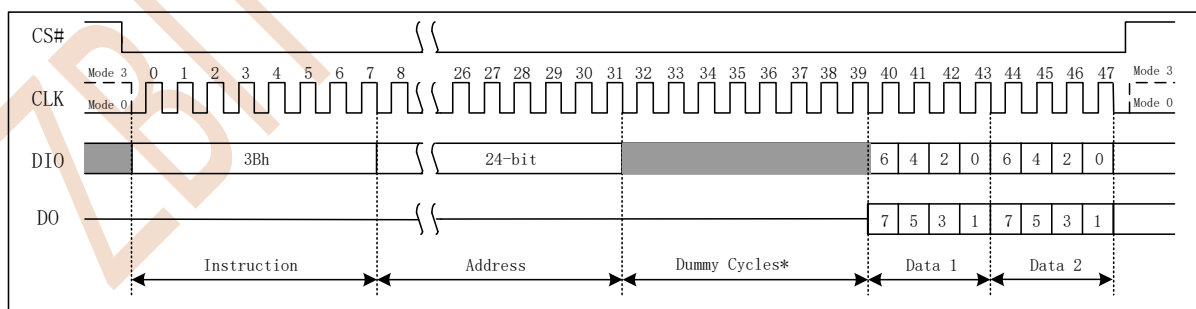 CS#
Mode 3 0 1 2 3 4 5 6 7 8 26 27 28 29 30 31 32 33 34 35 36 37 38 39 40 41 42 43 44 45 46 47 Mode 3
CLK Mode 0 Mode 0
DIO 3Bh 24-bit 6 4 2 0 6 4 2 0
DO 7 5 3 1 7 5 3 1
Instruction Address Dummy Cycles* Data 1 Data 2
ZBIT